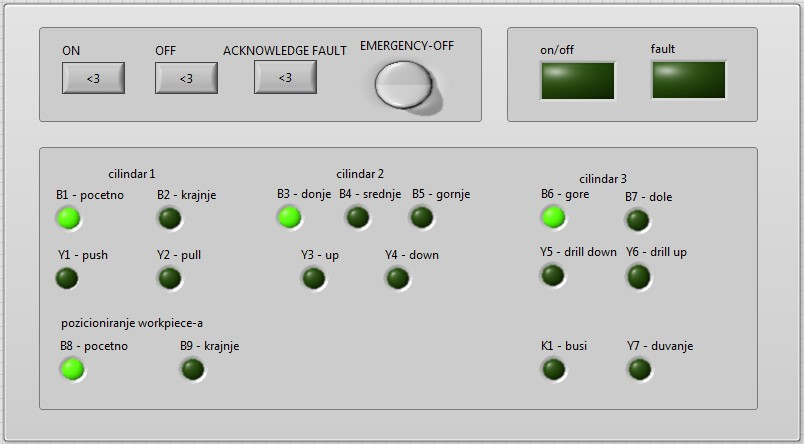 ON
OFF
ACKNOWLEDGE FAULT
EMERGENCY-OFF
<3
<3
<3
on/off
fault
cilindar 1
cilindar 2
cilindar 3
B1 - pocetno
B2 - krajnje
B3 - donje
B4 - srednje
B5 - gornje
B6 - gore
B7 - dole
Y1 - push
Y2 - pull
Y3 - up
Y4 - down
Y5 - drill down
Y6 - drill up
pozicioniranje workpiece-a
B8 - pocetno
B9 - krajnje
K1 - busi
Y7 - duvanje